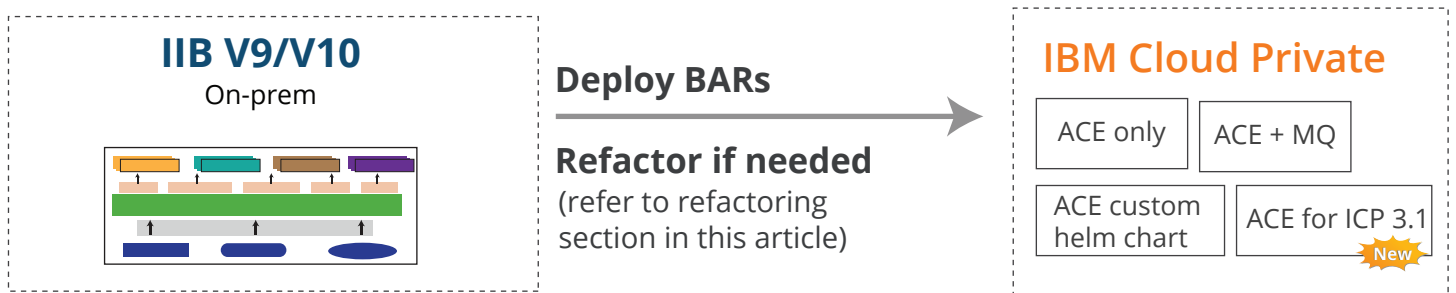 IIB V9/V10
On-prem
Deploy BARs
Refactor if needed
(refer to refactoring
section in this article)
IBM Cloud Private
ACE only
ACE + MQ
ACE custom
helm chart
ACE for ICP 3.1
New